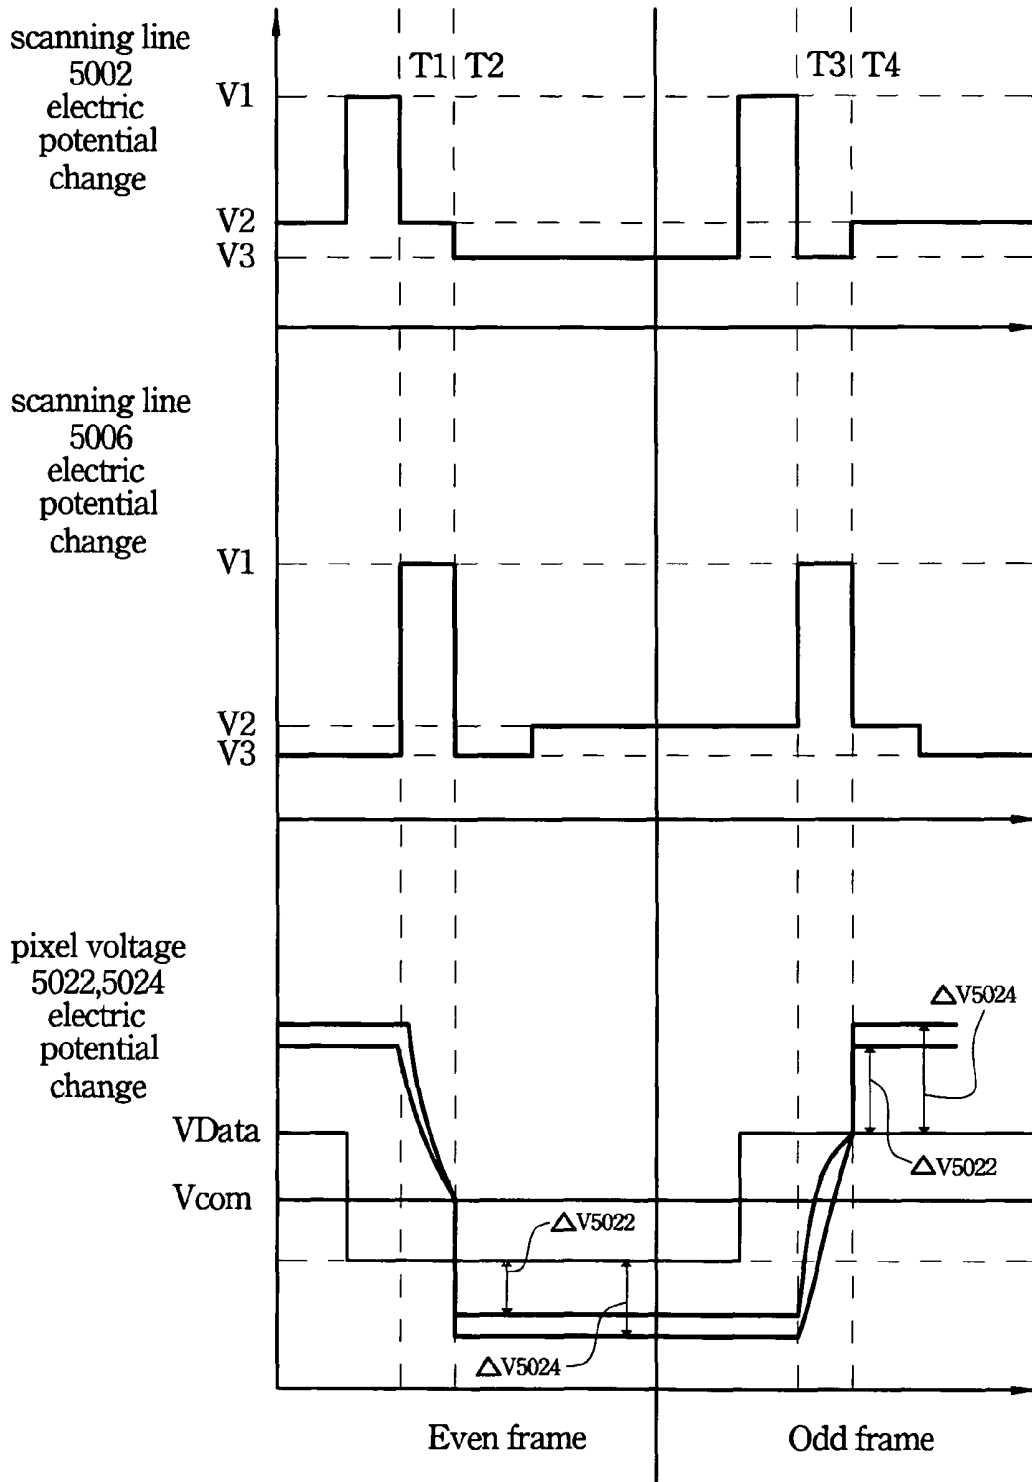 scanning line
5002
electric
potential
change
T1 T2
T3 T4
V1
V2
V3
scanning line
5006
electric
potential
change
V1
V2
V3
pixel voltage
5022,5024
electric
potential
change
△V5024
VData
△V5022
Vcom
△V5022
△V5024
Even frame
Odd frame